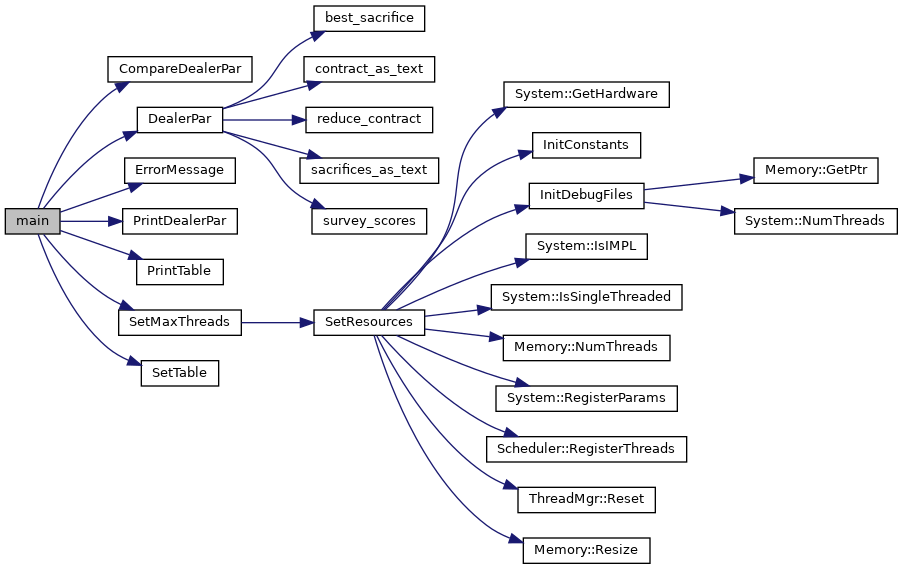 main
CompareDealerPar
DealerPar
ErrorMessage
PrintDealerPar
PrintTable
SetMaxThreads
SetTable
best_sacrifice
contract_as_text
reduce_contract
sacrifices_as_text
survey_scores
SetResources
System::GetHardware
InitConstants
InitDebugFiles
System::IsIMPL
System::IsSingleThreaded
Memory::NumThreads
System::RegisterParams
Scheduler::RegisterThreads
ThreadMgr::Reset
Memory::Resize
Memory::GetPtr
System::NumThreads